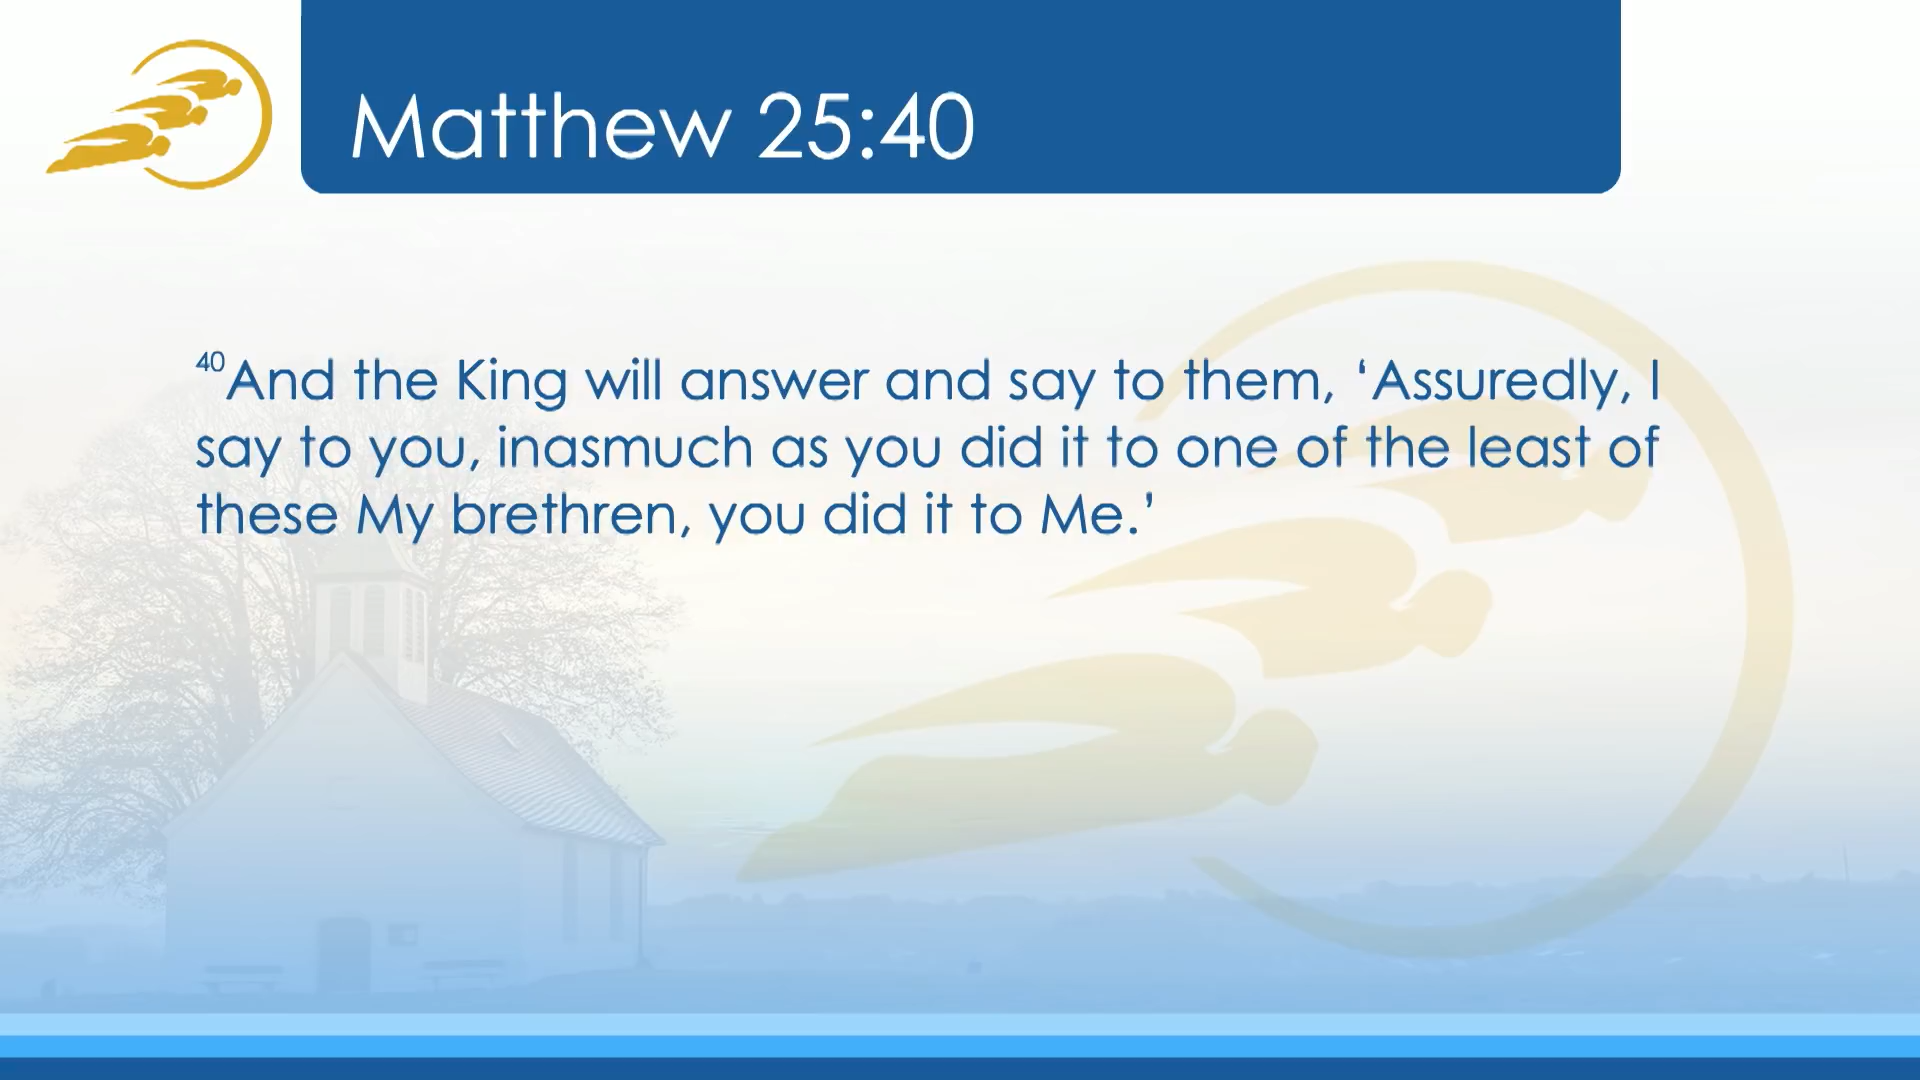 Matthew 25:40
40And the King will answer and say to them, ‘Assuredly, I
say to you, inasmuch as you did it to one of the least of
these My brethren, you did it to Me.’